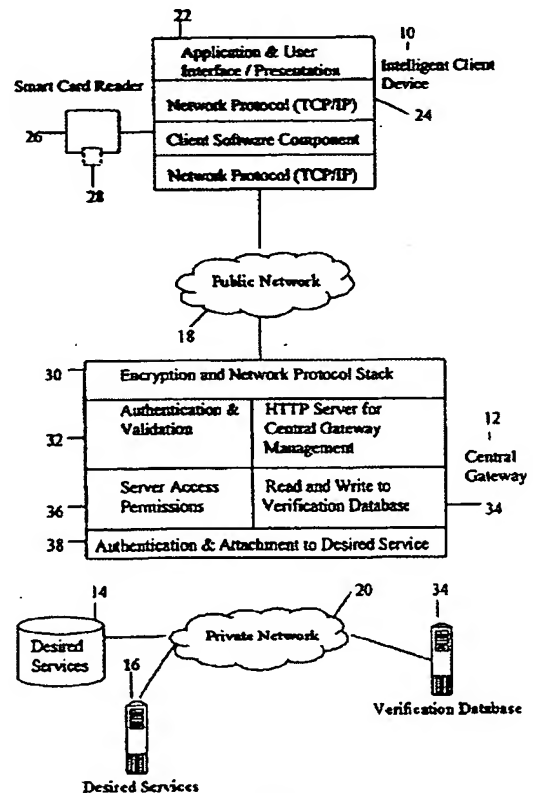 22
10
Application & User
Interface / Presentation
Intelligent Client
Device
Smart Card Reader
Network Protocol (TCP/IP)
24
26
Client Software Component
Network Protocol (TCP/IP)
28
Public Network
18
30
Encryption and Network Protocol Stack
Authentication &
Validation
HTTP Server for
Central Gateway
Management
12
32
Central
Gateway
Server Access
Permissions
Read and Write to
Verification Database
36
34
38
Authentication & Attachment to Desired Service
14
20
34
Desired
Services
Private Network
16
Verification Database
Desired Services